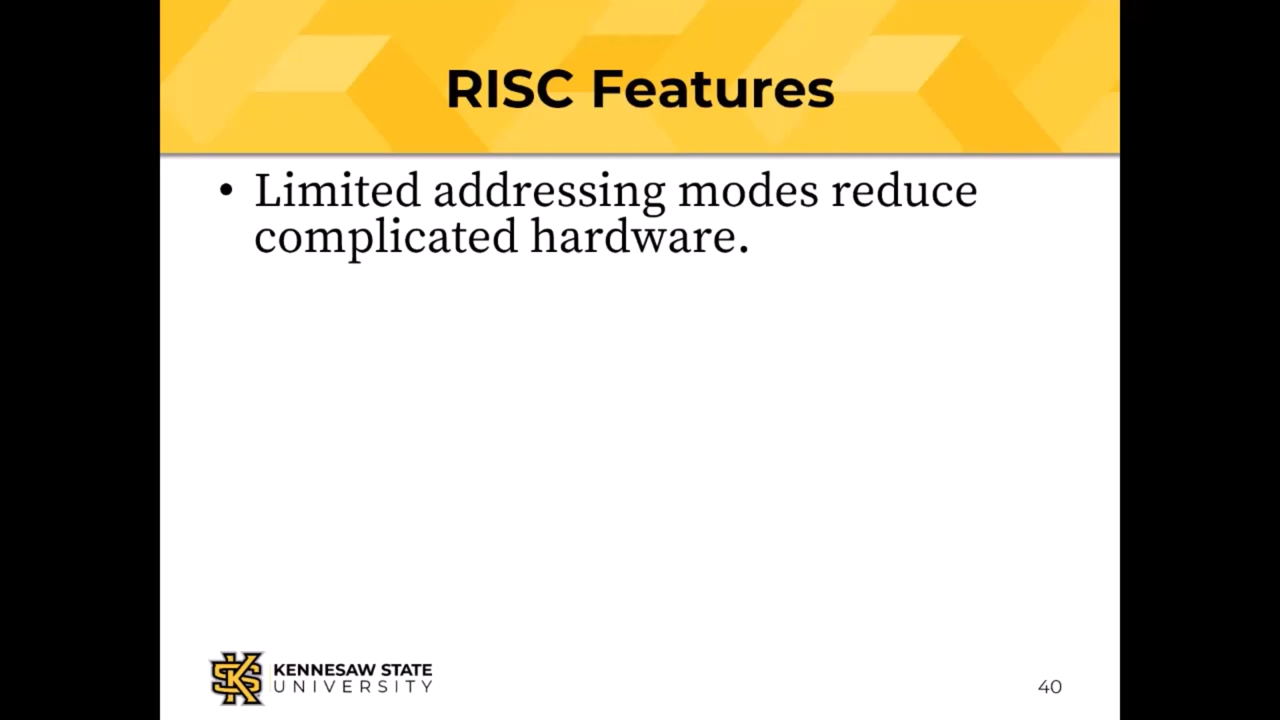 RISC Features
• Limited addressing modes reduce
complicated hardware.
KENNESAW STATE
UNIVERSITY
40